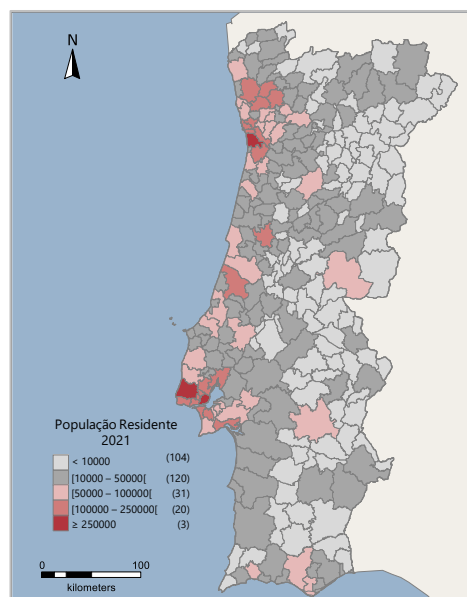 N
População Residente
2021
< 10000 (104)
[10000 – 50000[ (120)
[50000 – 100000[ (31)
[100000 – 250000[ (20)
≥ 250000 (3)
0 100
kilometers